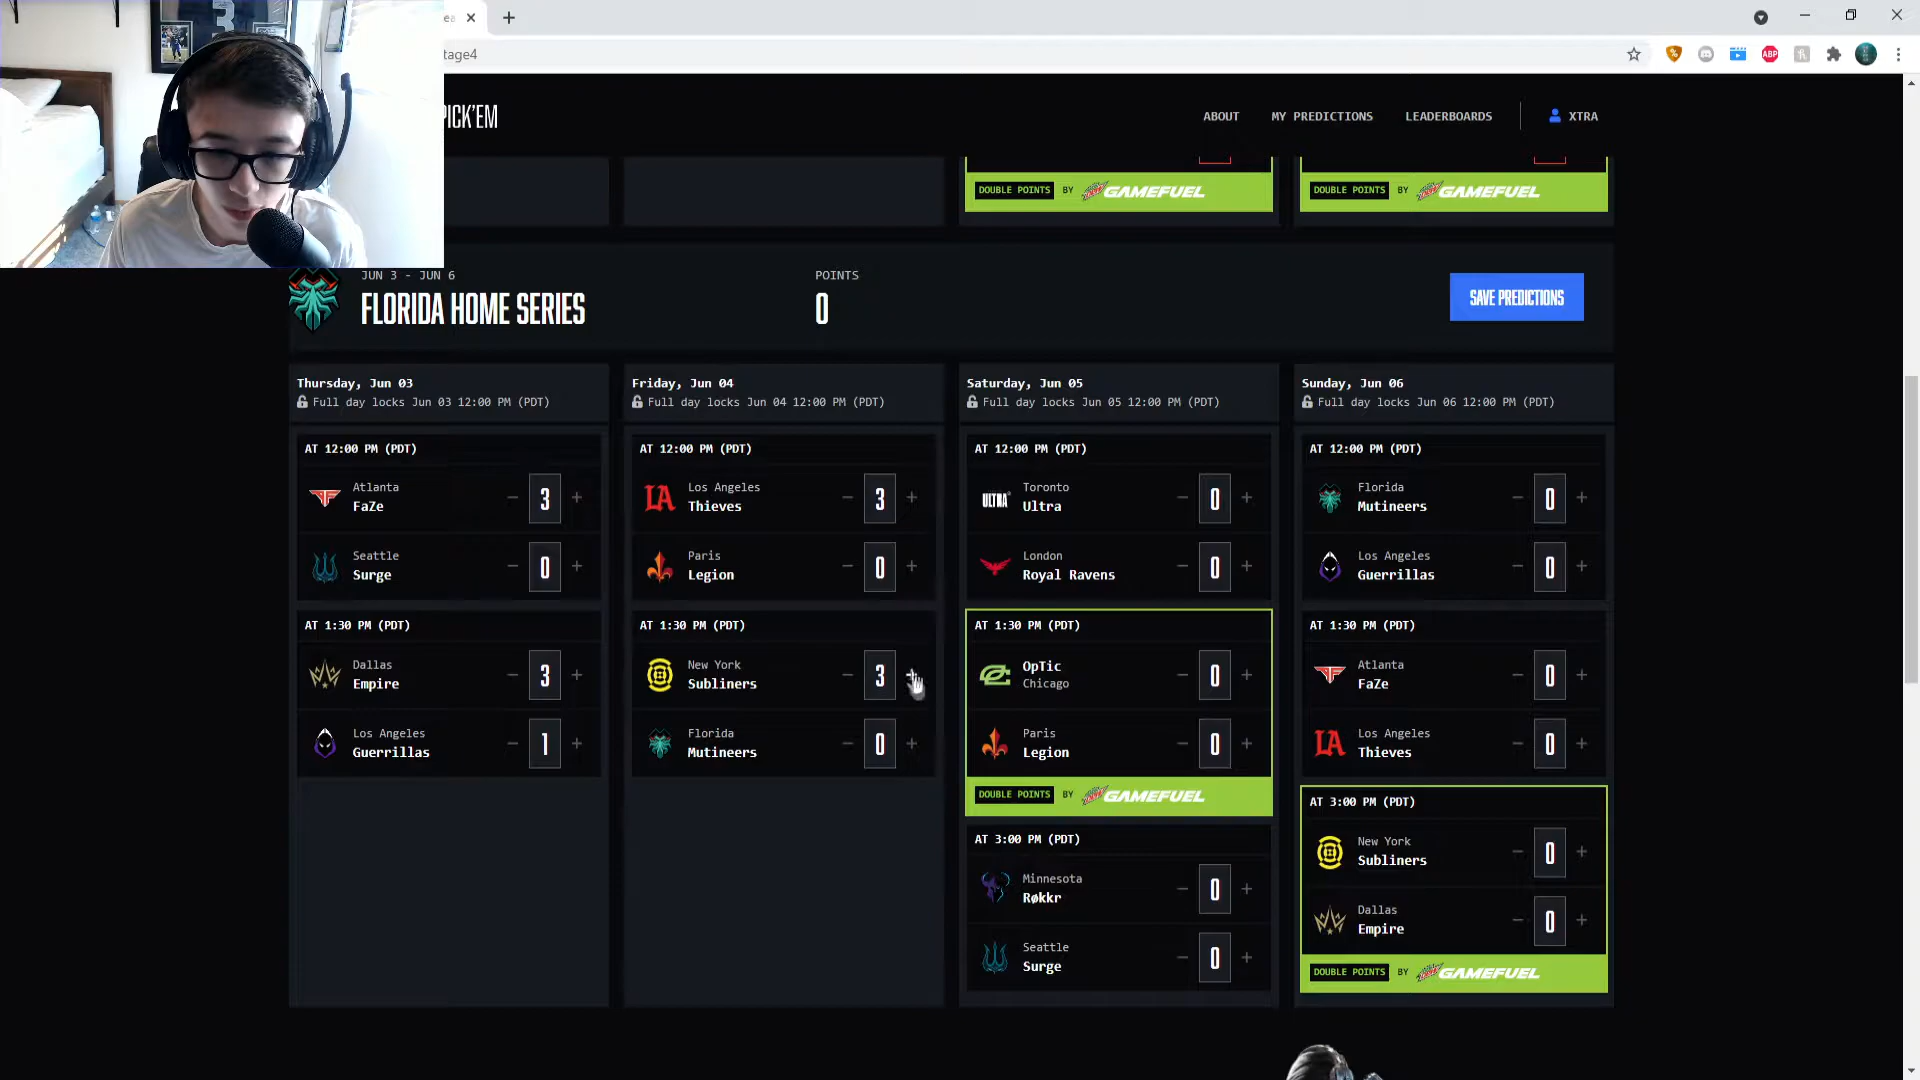 tage4
ABP
PICK'EM
ABOUT
MY PREDICTIONS
LEADERBOARDS
XTRA
3
DOUBLE POINTS BY GAMEFUEL
DOUBLE POINTS BY GAMEFUEL
JUN 3 - JUN 6
FLORIDA HOME SERIES
POINTS
0
SAVE PREDICTIONS
Thursday, Jun 03
Full day locks Jun 03 12:00 PM (PDT)
AT 12:00 PM (PDT)
Atlanta
FaZe
3
Seattle
Surge
0
AT 1:30 PM (PDT)
Dallas
Empire
3
Los Angeles
Guerrillas
1
Friday, Jun 04
Full day locks Jun 04 12:00 PM (PDT)
AT 12:00 PM (PDT)
LA
Los Angeles
Thieves
3
Paris
Legion
0
AT 1:30 PM (PDT)
New York
Subliners
3
Florida
Mutineers
0
Saturday, Jun 05
Full day locks Jun 05 12:00 PM (PDT)
AT 12:00 PM (PDT)
ULTRA
Toronto
Ultra
0
London
Royal Ravens
0
AT 1:30 PM (PDT)
OpTic
Chicago
0
Paris
Legion
0
DOUBLE POINTS BY GAMEFUEL
AT 3:00 PM (PDT)
Minnesota
Røkkr
0
Seattle
Surge
0
Sunday, Jun 06
Full day locks Jun 06 12:00 PM (PDT)
AT 12:00 PM (PDT)
Florida
Mutineers
0
Los Angeles
Guerrillas
0
AT 1:30 PM (PDT)
Atlanta
FaZe
0
LA
Los Angeles
Thieves
0
AT 3:00 PM (PDT)
New York
Subliners
0
Dallas
Empire
0
DOUBLE POINTS BY GAMEFUEL